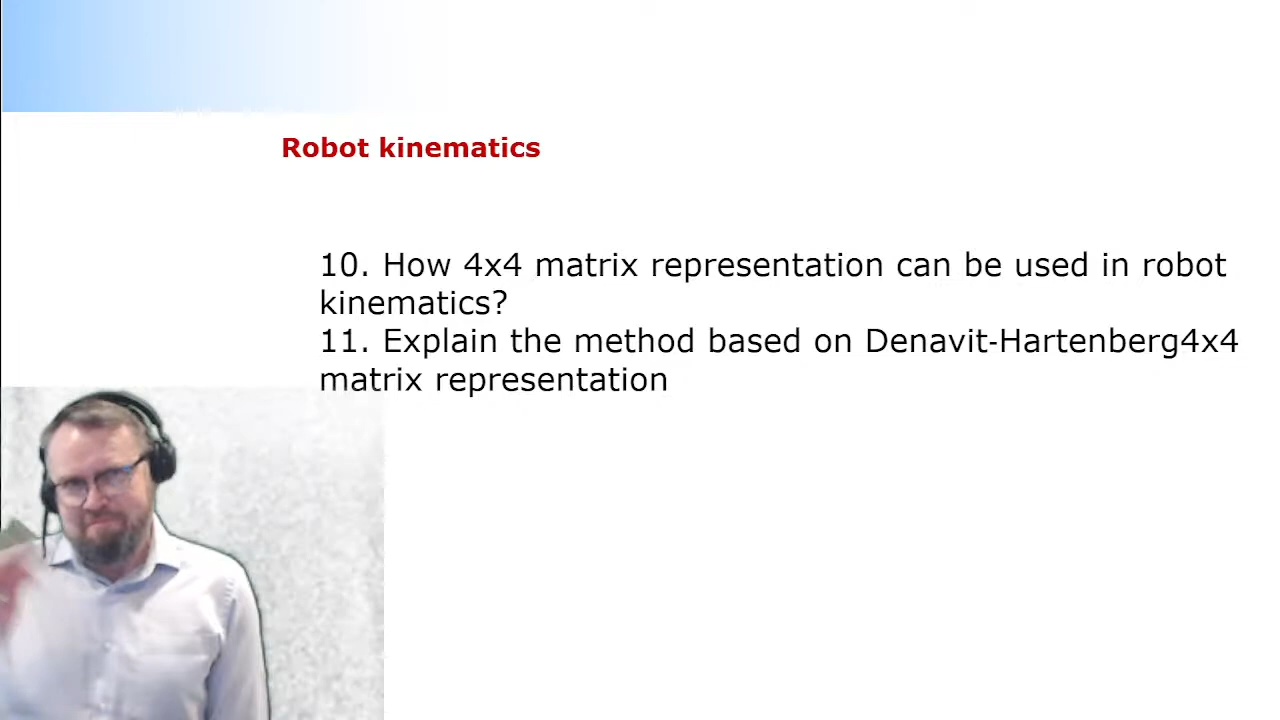 Robot kinematics
10. How 4x4 matrix representation can be used in robot
kinematics?
11. Explain the method based on Denavit-Hartenberg4x4
matrix representation